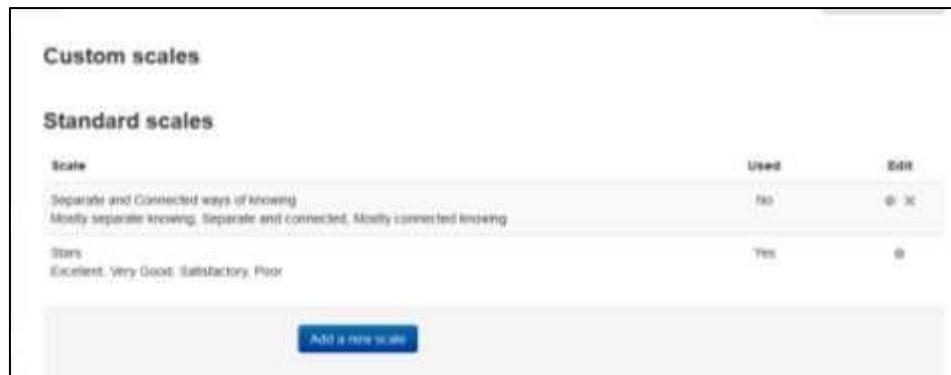 Custom scales
Standard scales
Scale Used Edit
Separate and Connected ways of knowing No
Mostly separate knowing, Separate and connected, Mostly connected knowing
Stars Yes
Excellent, Very Good, Satisfactory, Poor
Add a new scale